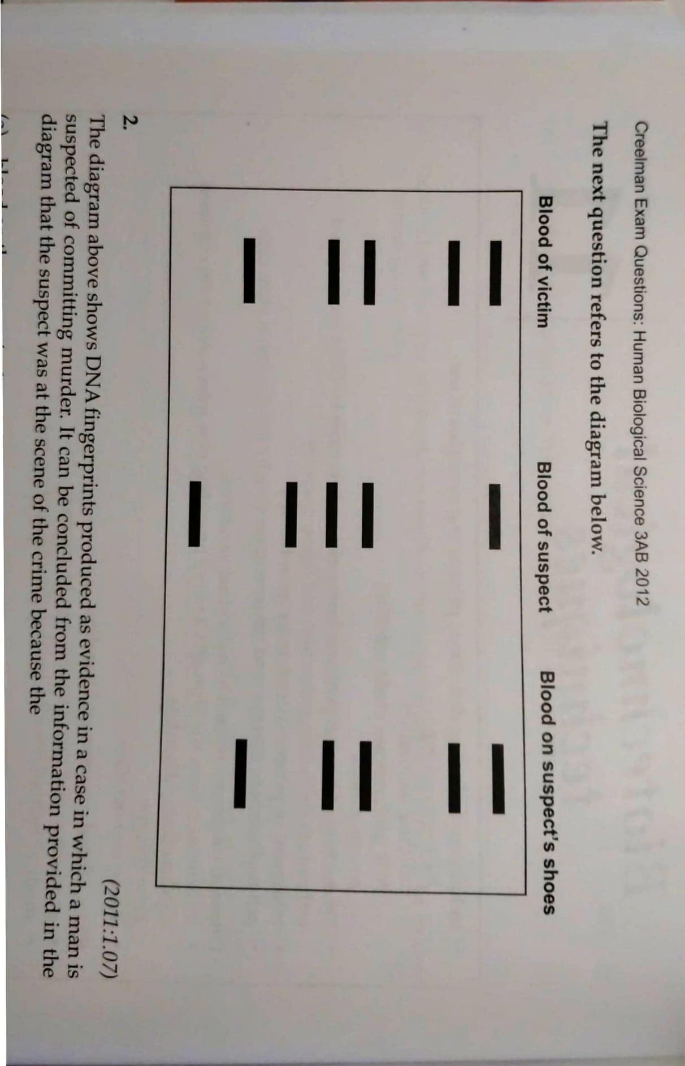 Creelman Exam Questions: Human Biological Science 3AB 2012
The next question refers to the diagram below.
Blood of victim
Blood of suspect
Blood on suspect's shoes
2.
(2011:1.07)
The diagram above shows DNA fingerprints produced as evidence in a case in which a man is
suspected of committing murder. It can be concluded from the information provided in the
diagram that the suspect was at the scene of the crime because the